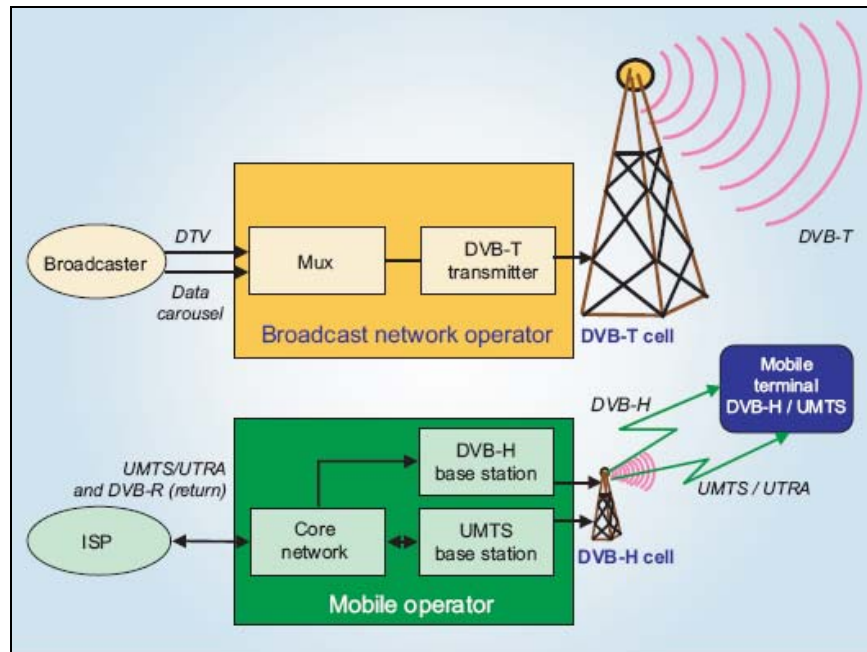 DTV
Broadcaster
Data
carousel
Mux
DVB-T
transmitter
Broadcast network operator
DVB-T cell
DVB-T
Mobile
terminal
DVB-H / UMTS
DVB-H
UMTS / UTRA
DVB-H
base station
UMTS/UTRA
and DVB-R (return)
ISP
Core
network
UMTS
base station
DVB-H cell
Mobile operator